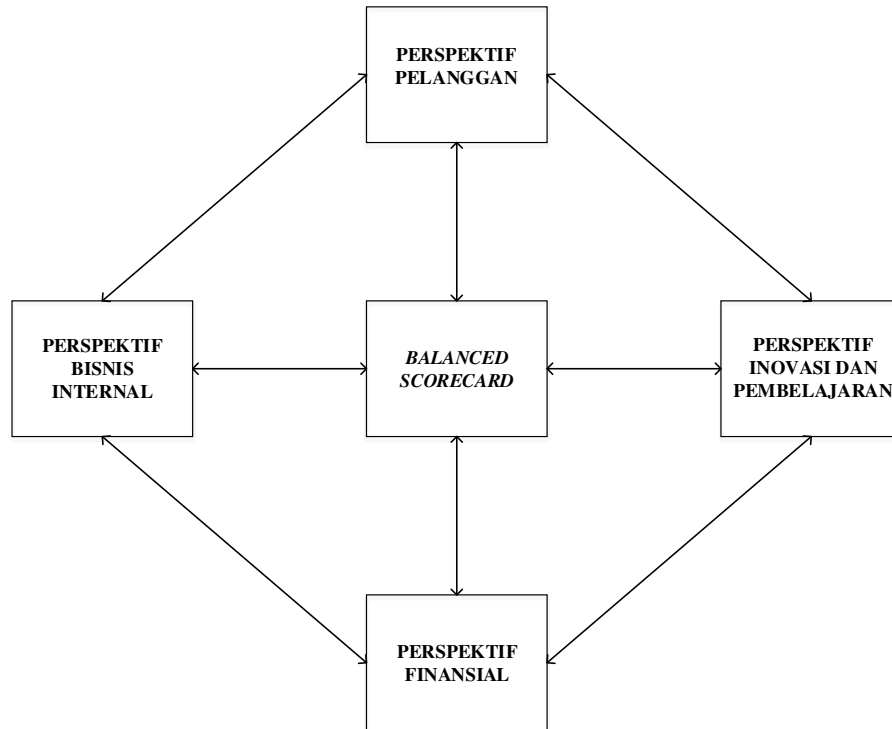 PERSPEKTIF
PELANGGAN
PERSPEKTIF
BISNIS
INTERNAL
BALANCED
SCORECARD
PERSPEKTIF
INOVASI DAN
PEMBELAJARAN
PERSPEKTIF
FINANSIAL